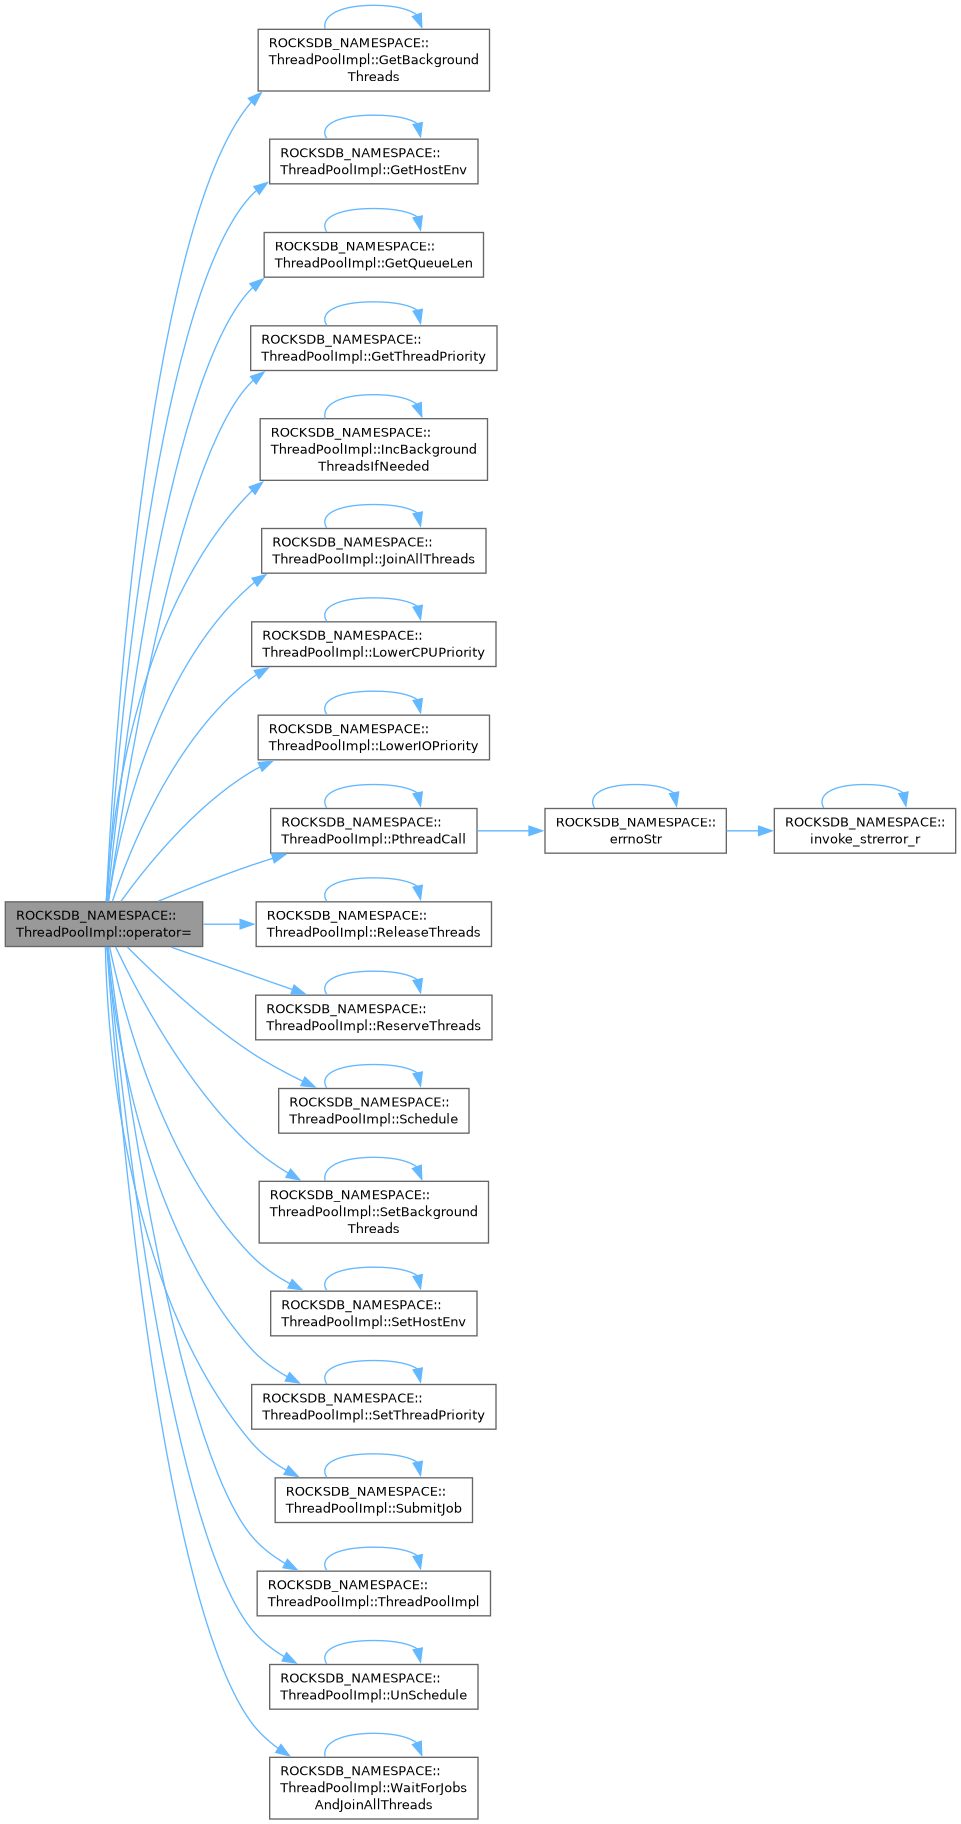 ROCKSDB_NAMESPACE::
ThreadPoolImpl::GetBackground
Threads
ROCKSDB_NAMESPACE::
ThreadPoolImpl::GetHostEnv
ROCKSDB_NAMESPACE::
ThreadPoolImpl::GetQueueLen
ROCKSDB_NAMESPACE::
ThreadPoolImpl::GetThreadPriority
ROCKSDB_NAMESPACE::
ThreadPoolImpl::IncBackground
ThreadsIfNeeded
ROCKSDB_NAMESPACE::
ThreadPoolImpl::JoinAllThreads
ROCKSDB_NAMESPACE::
ThreadPoolImpl::LowerCPUPriority
ROCKSDB_NAMESPACE::
ThreadPoolImpl::LowerIOPriority
ROCKSDB_NAMESPACE::
ThreadPoolImpl::PthreadCall
ROCKSDB_NAMESPACE::
errnoStr
ROCKSDB_NAMESPACE::
invoke_strerror_r
ROCKSDB_NAMESPACE::
ThreadPoolImpl::operator=
ROCKSDB_NAMESPACE::
ThreadPoolImpl::ReleaseThreads
ROCKSDB_NAMESPACE::
ThreadPoolImpl::ReserveThreads
ROCKSDB_NAMESPACE::
ThreadPoolImpl::Schedule
ROCKSDB_NAMESPACE::
ThreadPoolImpl::SetBackground
Threads
ROCKSDB_NAMESPACE::
ThreadPoolImpl::SetHostEnv
ROCKSDB_NAMESPACE::
ThreadPoolImpl::SetThreadPriority
ROCKSDB_NAMESPACE::
ThreadPoolImpl::SubmitJob
ROCKSDB_NAMESPACE::
ThreadPoolImpl::ThreadPoolImpl
ROCKSDB_NAMESPACE::
ThreadPoolImpl::UnSchedule
ROCKSDB_NAMESPACE::
ThreadPoolImpl::WaitForJobs
AndJoinAllThreads